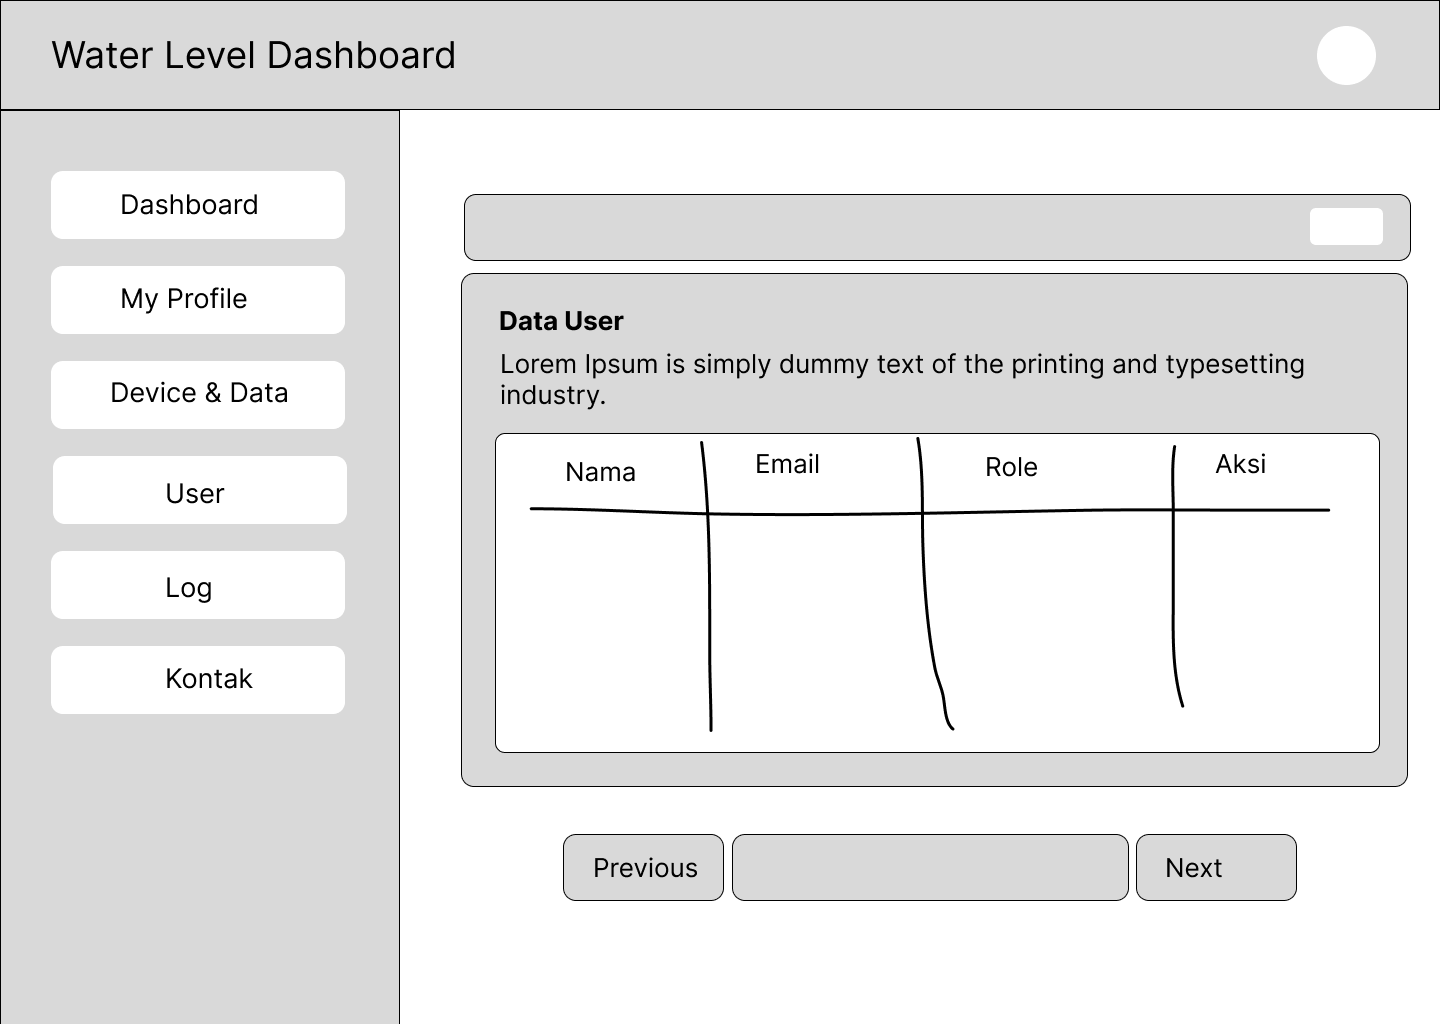 Water Level Dashboard
Dashboard
My Profile
Device & Data
User
Log
Kontak
Data User
Lorem Ipsum is simply dummy text of the printing and typesetting
industry.
Nama Email Role Aksi
Previous Next